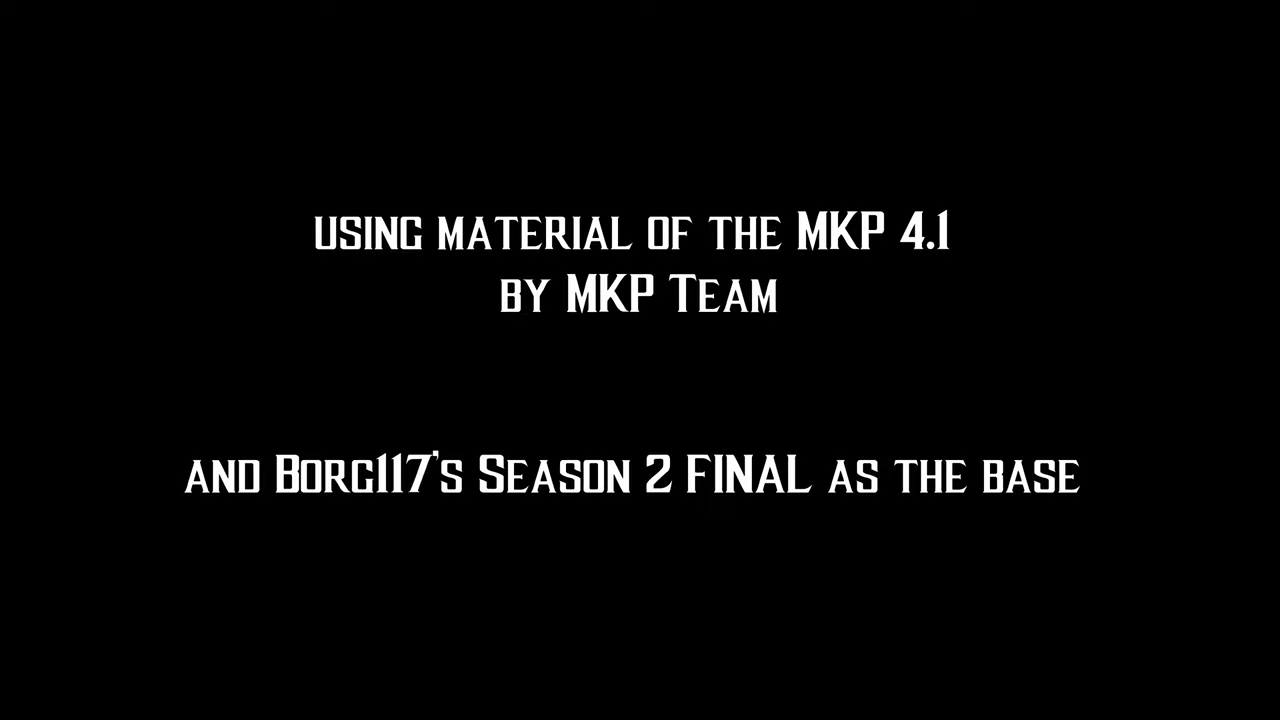 using material of the MKP 4.1
by MKP Team
and Borg117's Season 2 FINAL as the base